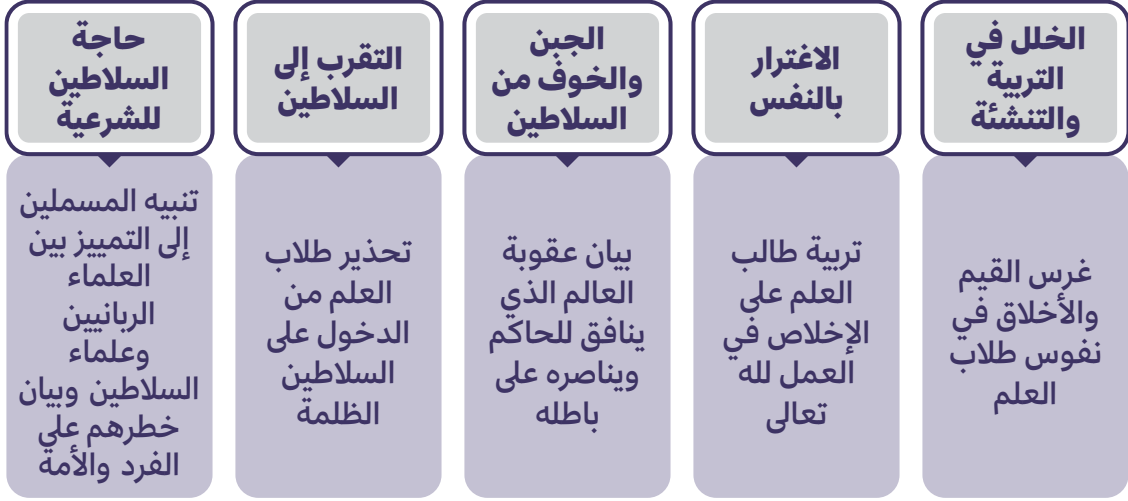 الخلل في
التربية
والتنشئة
غرس القيم
والأخلاق في
نفوس طلاب
العلم
الاغترار
بالنفس
تربية طالب
العلم على
الإخلاص في
العمل لله
تعالى
الجبن
والخوف من
السلاطين
بيان عقوبة
العالم الذي
ينافق للحاكم
ويناصره على
باطله
التقرب إلى
السلاطين
تحذير طلاب
العلم من
الدخول على
السلاطين
الظلمة
حاجة
السلاطين
للشرعية
تنبيه المسملين
إلى التمييز بين
العلماء
الربانيين
وعلماء
السلاطين وبيان
خطرهم على
الفرد والأمة